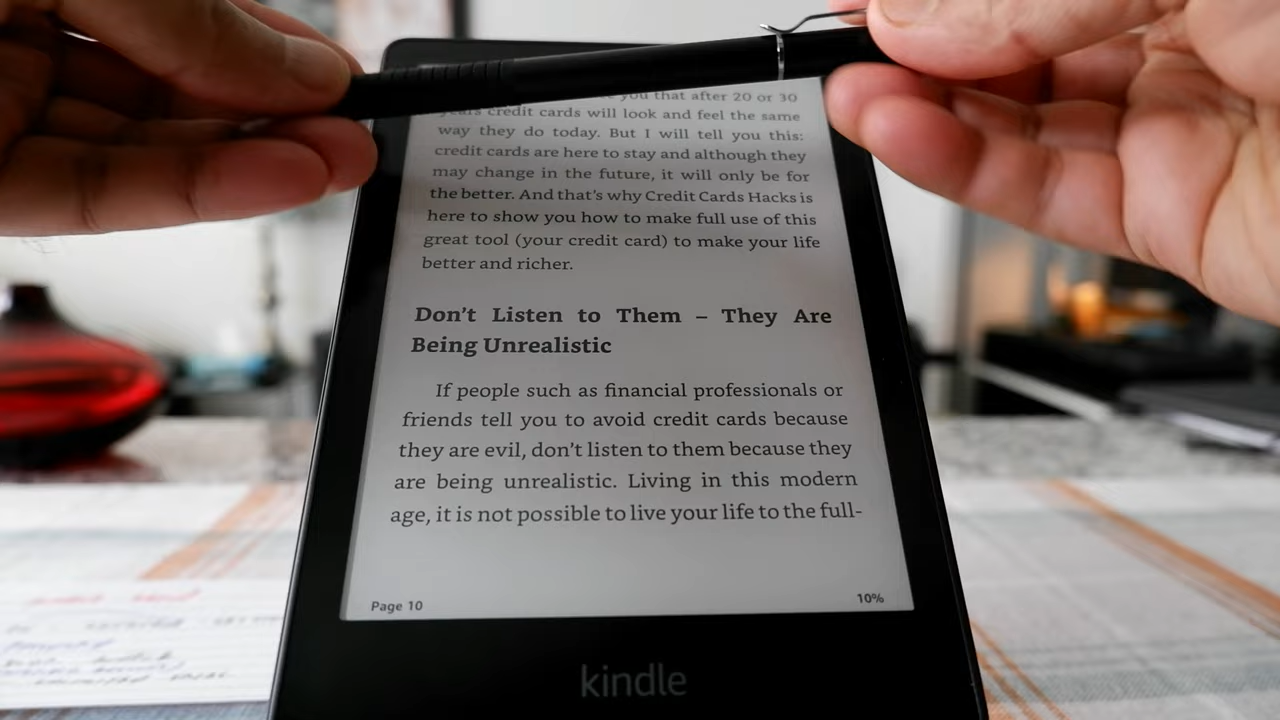 you that after 20 or 30
years credit cards will look and feel the same
way they do today. But I will tell you this:
credit cards are here to stay and although they
may change in the future, it will only be for
the better. And that's why Credit Cards Hacks is
here to show you how to make full use of this
great tool (your credit card) to make your life
better and richer.
Don't Listen to Them – They Are
Being Unrealistic
If people such as financial professionals or
friends tell you to avoid credit cards because
they are evil, don't listen to them because they
are being unrealistic. Living in this modern
age, it is not possible to live your life to the full-
Page 10
10%
kindle